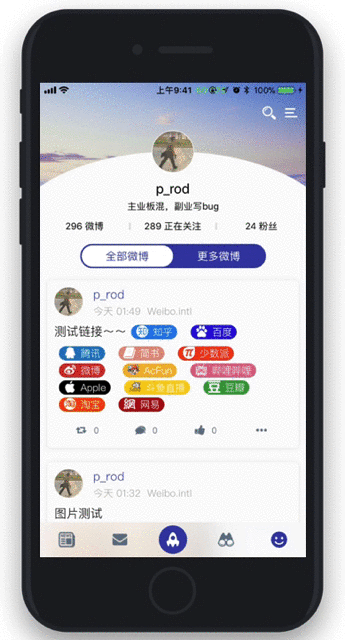 上午9:41
100%
p_rod
主业板混，副业写bug
296 微博
289 正在关注
24 粉丝
全部微博
更多微博
p_rod
今天 01:49 Weibo.intl
测试链接～～ 知乎 百度
腾讯 简书 少数派
微博 AcFun 哔哩哔哩
Apple 斗鱼直播 豆瓣
淘宝 网易
0 0 0
p_rod
今天 01:32 Weibo.intl
图片测试